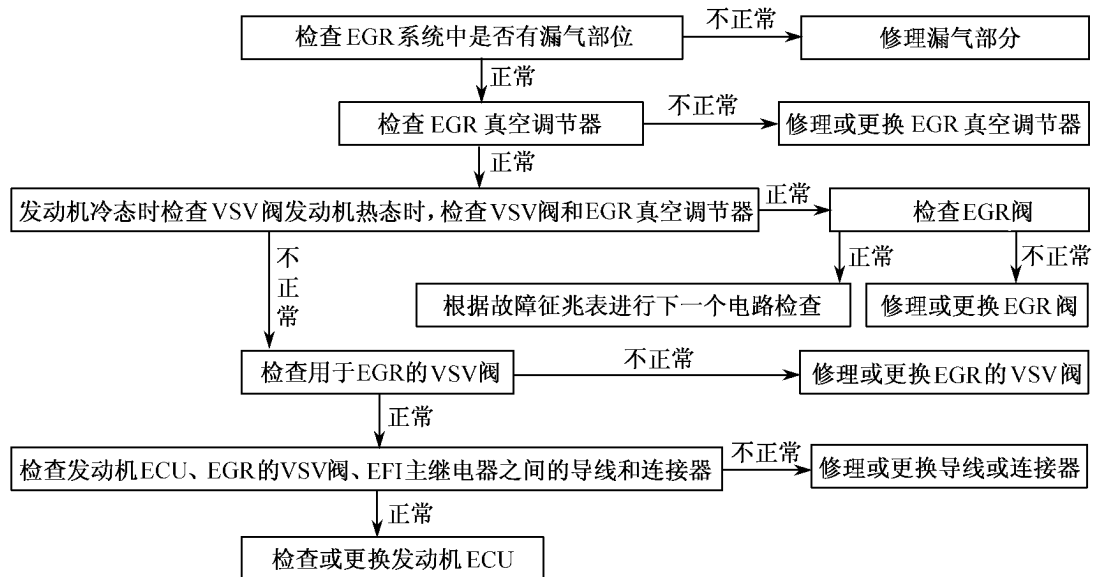 检查EGR系统中是否有漏气部位
不正常
修理漏气部分
正常
检查EGR真空调节器
不正常
修理或更换EGR真空调节器
正常
发动机冷态时检查VSV阀发动机热态时，检查VSV阀和EGR真空调节器
正常
检查EGR阀
不正常
正常
不正常
根据故障征兆表进行下一个电路检查
修理或更换EGR阀
检查用于EGR的VSV阀
不正常
修理或更换EGR的VSV阀
正常
检查发动机ECU、EGR的VSV阀、EFI主继电器之间的导线和连接器
不正常
修理或更换导线或连接器
正常
检查或更换发动机ECU